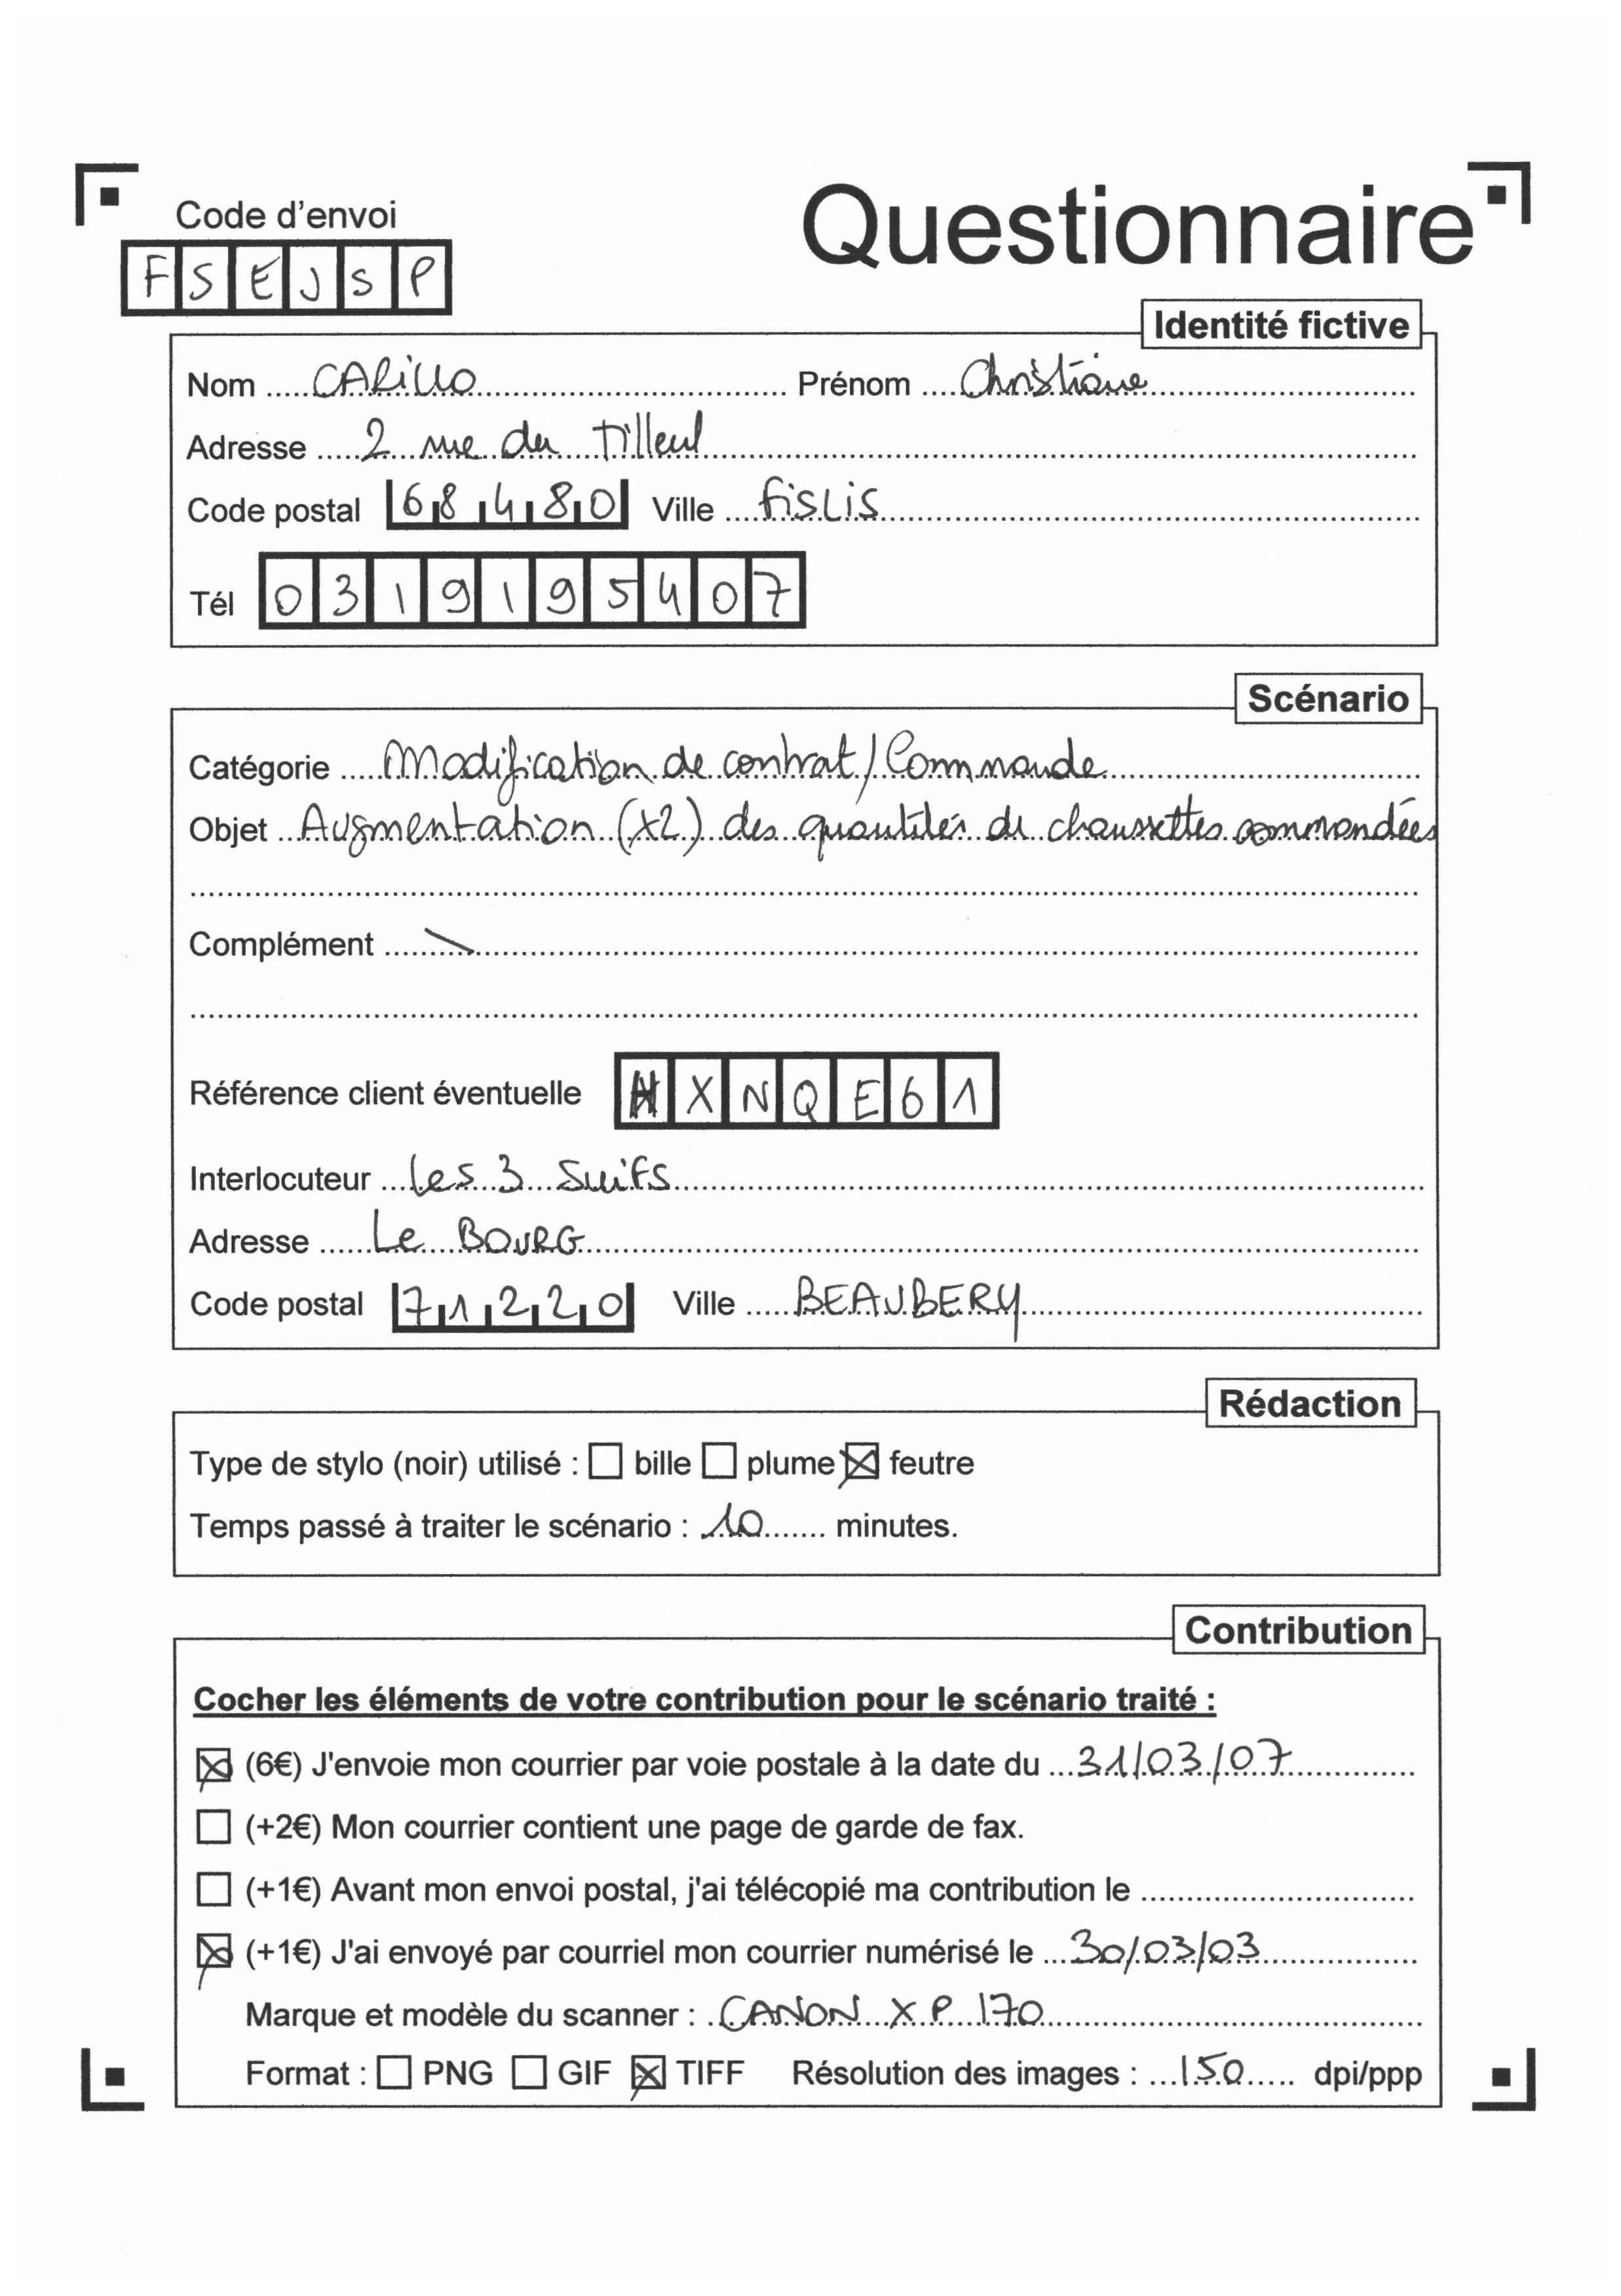 Code d'envoi
Questionnaire
FSEJSP
Identité fictive
Nom CARiLLO Prénom Christiane
Adresse 2 rue du Tilleul
Code postal 68480 Ville fiSLiS
Tél 0319195407
Scénario
Catégorie Modification de contrat/Commande
Objet Augmentation (x2) des quantités de chaussettes commandées
Complément
Référence client éventuelle XNQE61
Interlocuteur Les 3 Suifs
Adresse Le BOURG
Code postal 71220 Ville BEAUBERY
Rédaction
Type de stylo (noir) utilisé : bille plume feutre
Temps passé à traiter le scénario : 10 minutes.
Contribution
Cocher les éléments de votre contribution pour le scénario traité :
(6€) J'envoie mon courrier par voie postale à la date du 31/03/07
(+2€) Mon courrier contient une page de garde de fax.
(+1€) Avant mon envoi postal, j'ai télécopié ma contribution le
(+1€) J'ai envoyé par courriel mon courrier numérisé le 30/03/03
Marque et modèle du scanner : CANON XP 170
Format : PNG GIF TIFF Résolution des images : 150 dpi/ppp